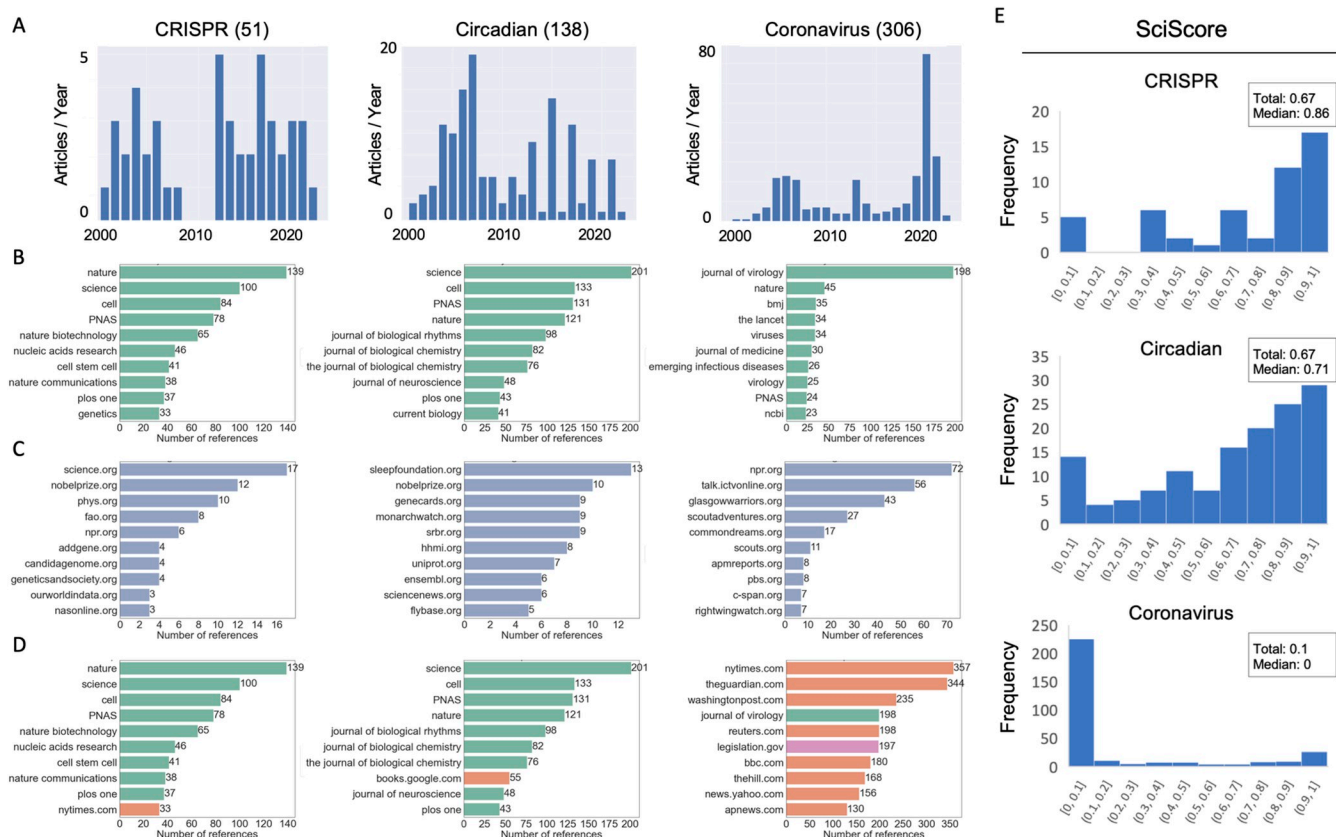 A
CRISPR (51)
Articles / Year
5
0
2000 2010 2020
Circadian (138)
Articles / Year
20
0
2000 2010 2020
Coronavirus (306)
Articles / Year
80
0
2000 2010 2020
B
nature 139
science 100
cell 84
PNAS 78
nature biotechnology 65
nucleic acids research 46
cell stem cell 41
nature communications 38
plos one 37
genetics 33
0 20 40 60 80 100 120 140
Number of references
science 201
cell 133
PNAS 131
nature 121
journal of biological rhythms 98
journal of biological chemistry 82
the journal of biological chemistry 76
journal of neuroscience 48
plos one 43
current biology 41
0 25 50 75 100 125 150 175 200
Number of references
journal of virology 198
nature 45
bmj 35
the lancet 34
viruses 34
journal of medicine 30
emerging infectious diseases 26
virology 25
PNAS 24
ncbi 23
0 25 50 75 100 125 150 175 200
Number of references
C
science.org 17
nobelprize.org 12
phys.org 10
fao.org 8
npr.org 6
addgene.org 4
candidagenome.org 4
geneticsandsociety.org 4
ourworldindata.org 3
nasonline.org 3
0 2 4 6 8 10 12 14 16
Number of references
sleepfoundation.org 13
nobelprize.org 10
genecards.org 9
monarchwatch.org 9
srbr.org 9
hhmi.org 8
uniprot.org 7
ensembl.org 6
sciencenews.org 6
flybase.org 5
0 2 4 6 8 10 12
Number of references
npr.org 72
talk.ictvonline.org 56
glasgowwarriors.org 43
scoutadventures.org 27
commondreams.org 17
scouts.org 11
apmreports.org 8
pbs.org 8
c-span.org 7
rightwingwatch.org 7
0 10 20 30 40 50 60 70
Number of references
D
nature 139
science 100
cell 84
PNAS 78
nature biotechnology 65
nucleic acids research 46
cell stem cell 41
nature communications 38
plos one 37
nytimes.com 33
0 20 40 60 80 100 120 140
Number of references
science 201
cell 133
PNAS 131
nature 121
journal of biological rhythms 98
journal of biological chemistry 82
the journal of biological chemistry 76
books.google.com 55
journal of neuroscience 48
plos one 43
0 25 50 75 100 125 150 175 200
Number of references
nytimes.com 357
theguardian.com 344
washingtonpost.com 235
journal of virology 198
reuters.com 198
legislation.gov 197
bbc.com 180
thehill.com 168
news.yahoo.com 156
apnews.com 130
0 50 100 150 200 250 300 350
Number of references
E
SciScore
CRISPR
Total: 0.67
Median: 0.86
Frequency
20
15
10
5
0
[0, 0.1] (0.1, 0.2] (0.2, 0.3] (0.3, 0.4] (0.4, 0.5] (0.5, 0.6] (0.6, 0.7] (0.7, 0.8] (0.8, 0.9] (0.9, 1]
Circadian
Total: 0.67
Median: 0.71
Frequency
35
30
25
20
15
10
5
0
[0, 0.1] (0.1, 0.2] (0.2, 0.3] (0.3, 0.4] (0.4, 0.5] (0.5, 0.6] (0.6, 0.7] (0.7, 0.8] (0.8, 0.9] (0.9, 1]
Coronavirus
Total: 0.1
Median: 0
Frequency
250
200
150
100
50
0
[0, 0.1] (0.1, 0.2] (0.2, 0.3] (0.3, 0.4] (0.4, 0.5] (0.5, 0.6] (0.6, 0.7] (0.7, 0.8] (0.8, 0.9] (0.9, 1]